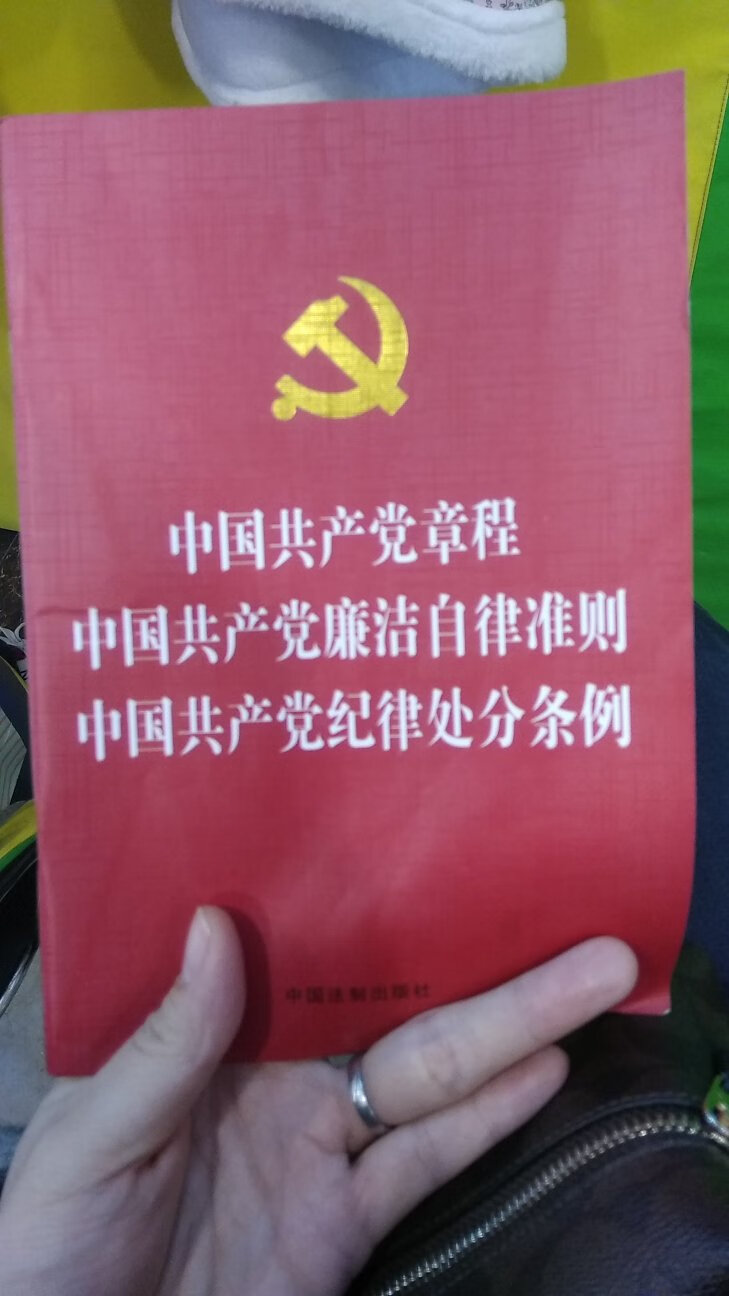 中国共产党章程
中国共产党廉洁自律准则
中国共产党纪律处分条例
中国法制出版社